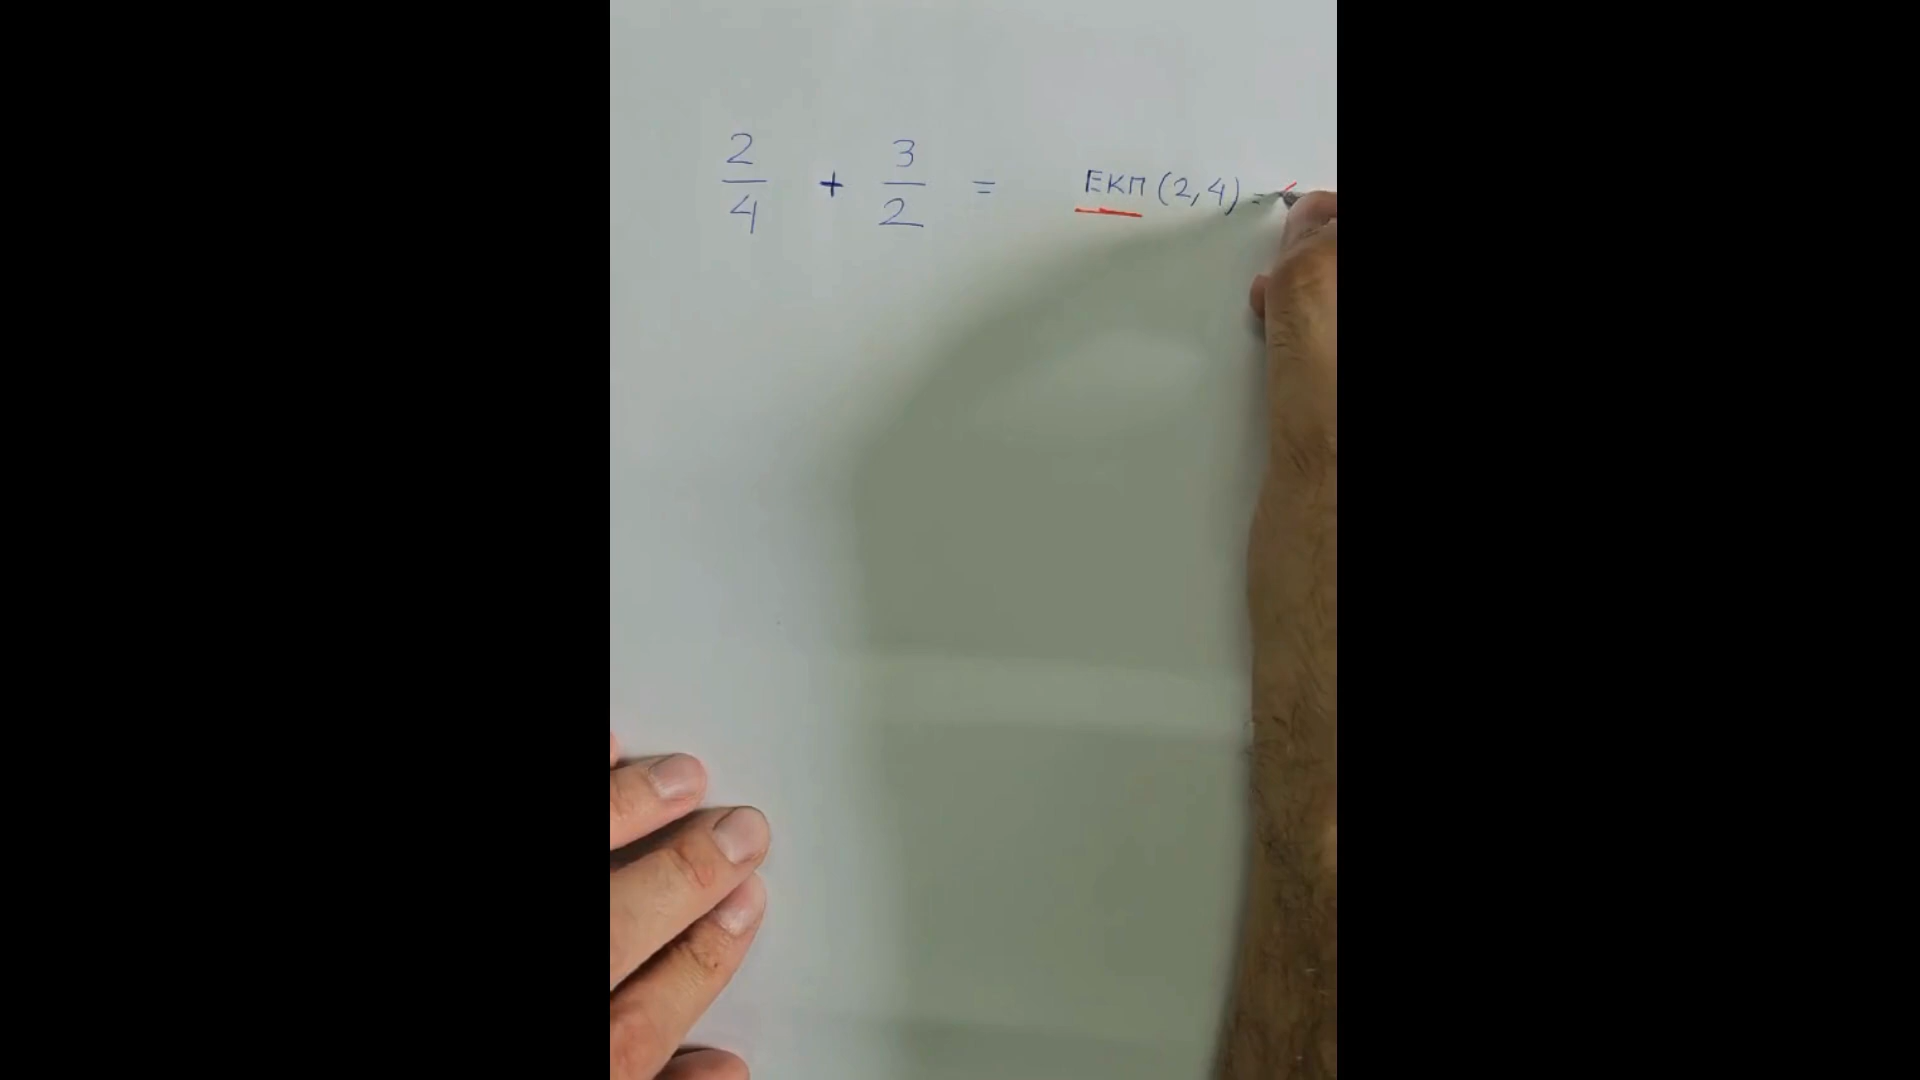 2/4 + 3/2 = ΕΚΠ (2,4) =